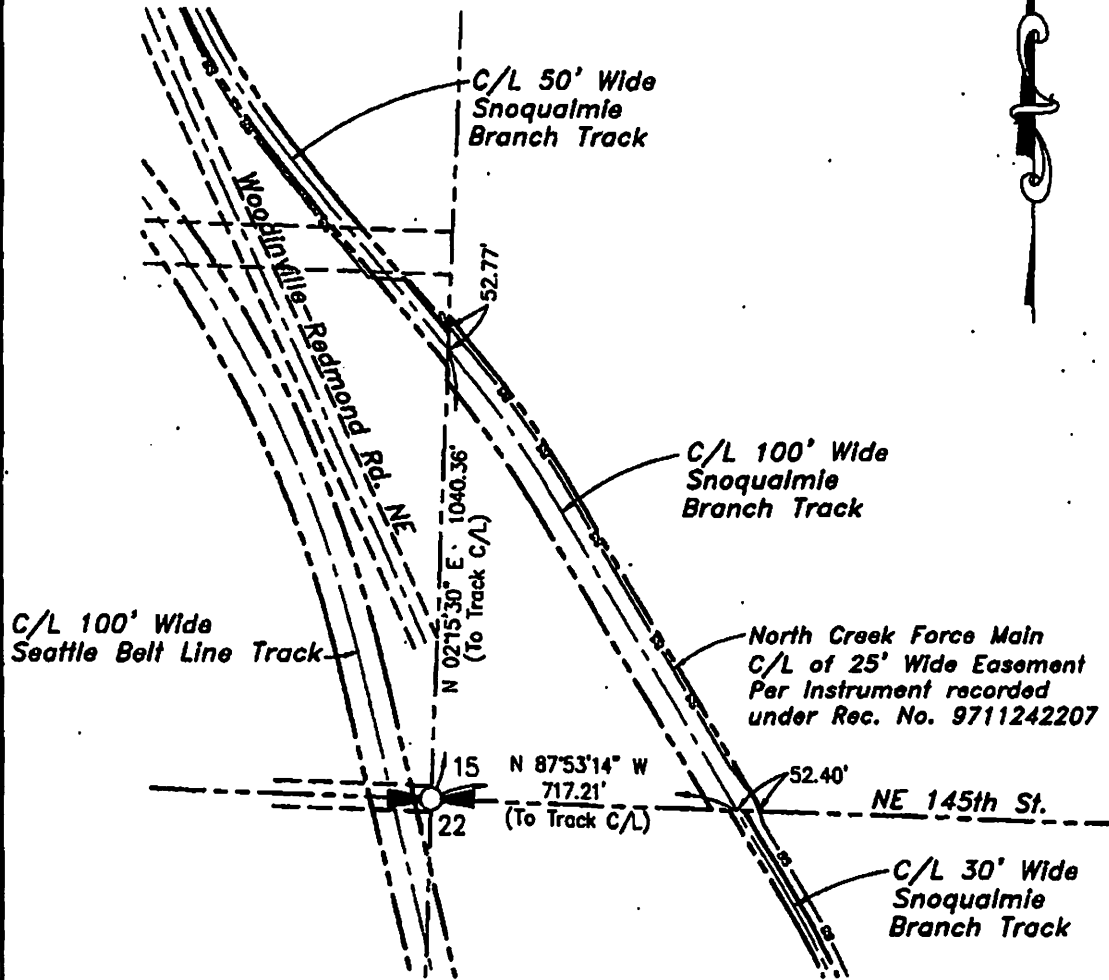 C/L 50' Wide
Snoqualmie
Branch Track
Woodinville-Redmond Rd. NE
52.77'
C/L 100' Wide
Snoqualmie
Branch Track
N 02°15'30" E 1040.36'
(To Track C/L)
C/L 100' Wide
Seattle Belt Line Track
North Creek Force Main
C/L of 25' Wide Easement
Per Instrument recorded
under Rec. No. 9711242207
15
22
N 87°53'14" W
717.21'
(To Track C/L)
52.40'
NE 145th St.
C/L 30' Wide
Snoqualmie
Branch Track